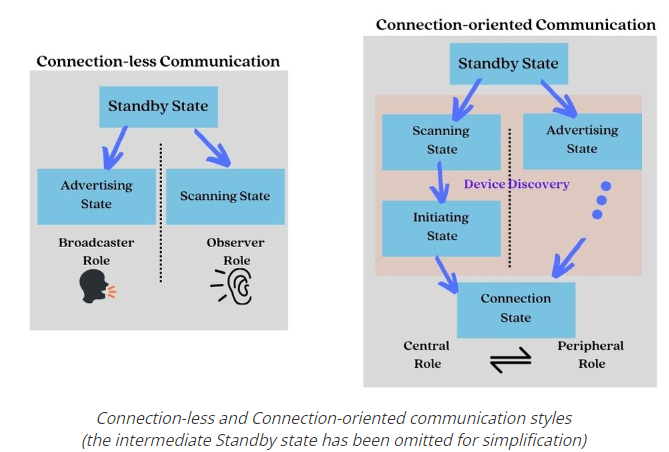 Connection-less Communication
Standby State
Advertising
State
Scanning State
Broadcaster
Role
Observer
Role
Connection-oriented Communication
Standby State
Scanning
State
Advertising
State
Device Discovery
Initiating
State
Connection
State
Central
Role
Peripheral
Role
Connection-less and Connection-oriented communication styles
(the intermediate Standby state has been omitted for simplification)